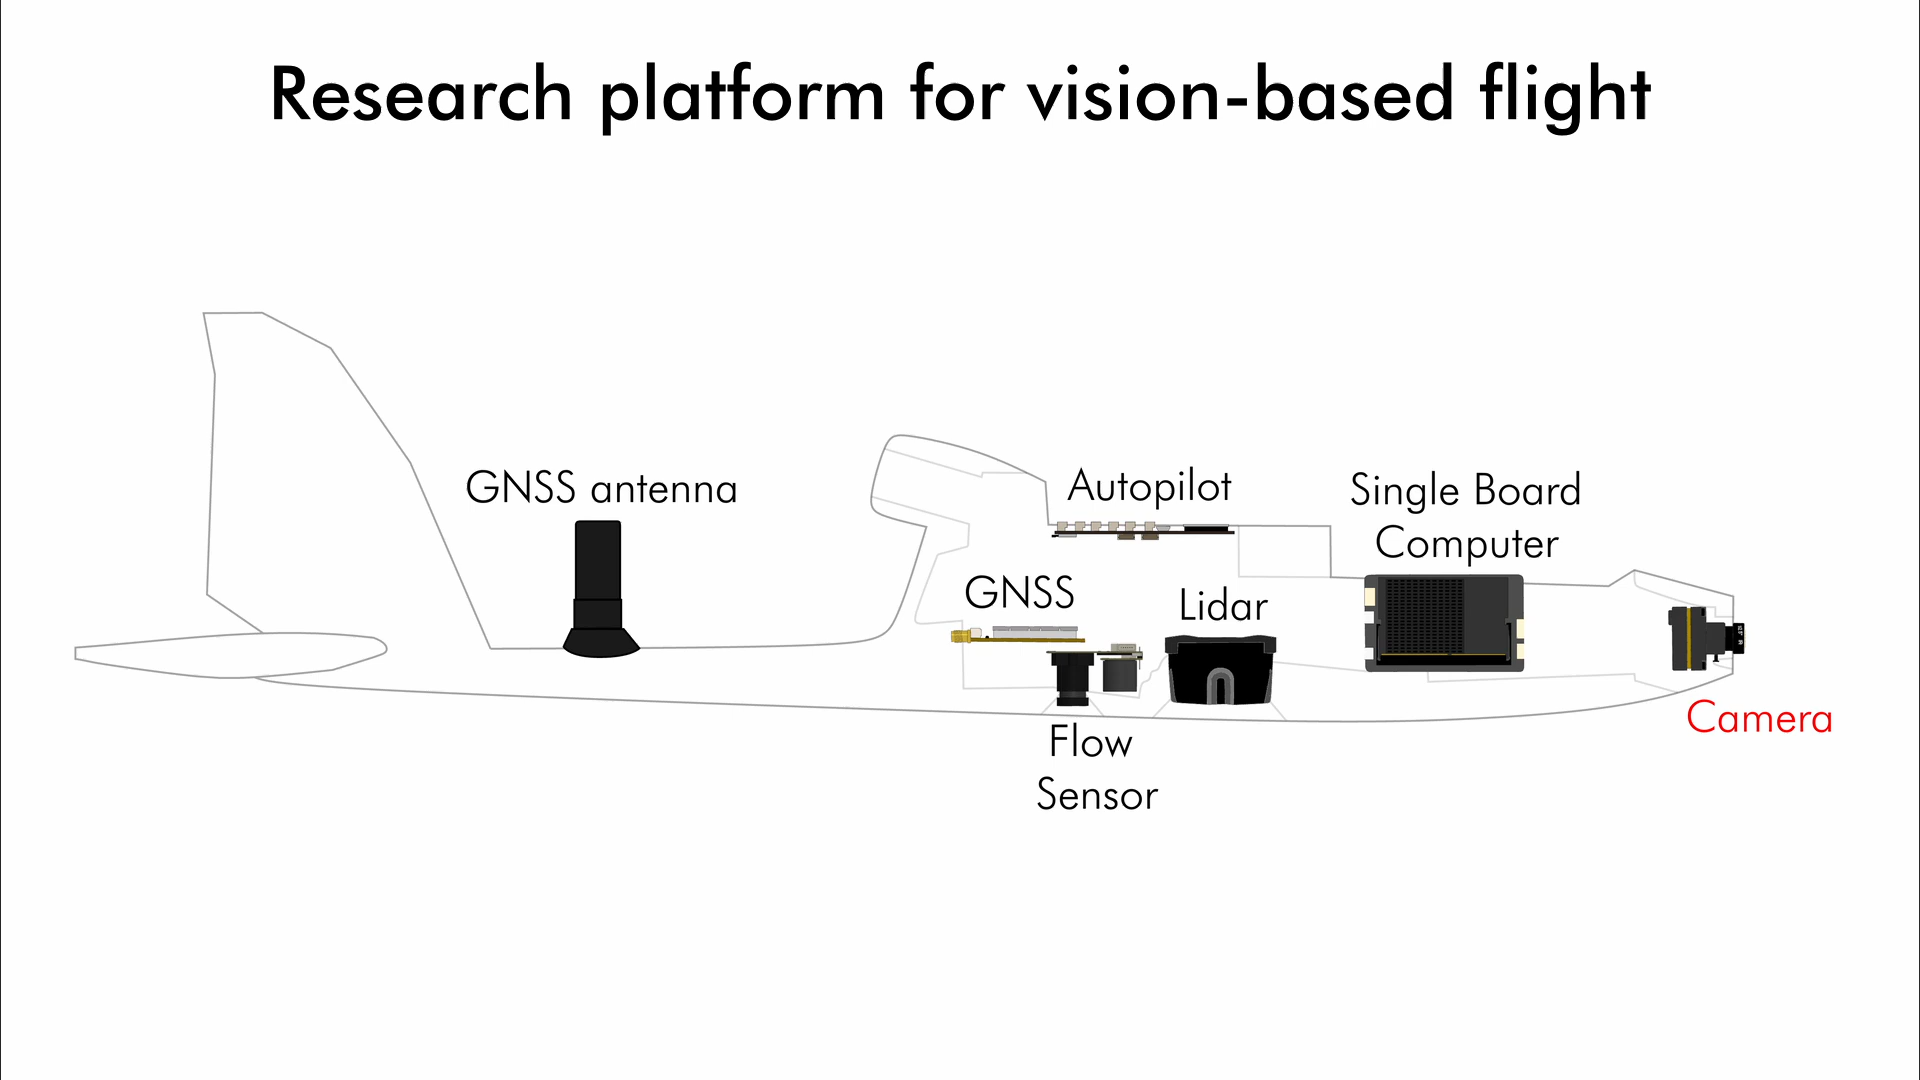 Research platform for vision-based flight
GNSS antenna
Autopilot
Single Board
Computer
GNSS
Lidar
Camera
Flow
Sensor